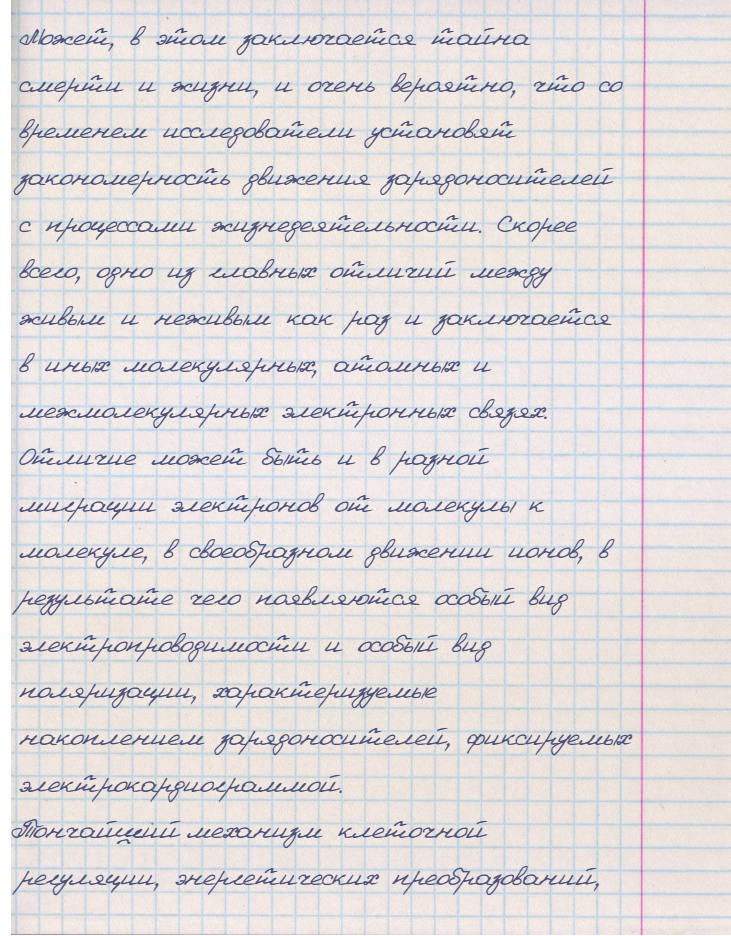 Может, в этом заключается тайна
смерти и жизни, и очень вероятно, что со
временем исследователи установят
закономерность движения зарядоносителей
с процессами жизнедеятельности. Скорее
всего, одно из главных отличий между
живым и неживым как раз и заключается
в иных молекулярных, атомных и
межмолекулярных электронных связях.
Отличие может быть и в разной
миграции электронов от молекулы к
молекуле, в своеобразном движении ионов, в
результате чего появляются особый вид
электропроводимости и особый вид
поляризации, характеризуемые
накоплением зарядоносителей, фиксируемых
электрокардиограммой.
Тончайший механизм клеточной
регуляции, энергетических преобразований,